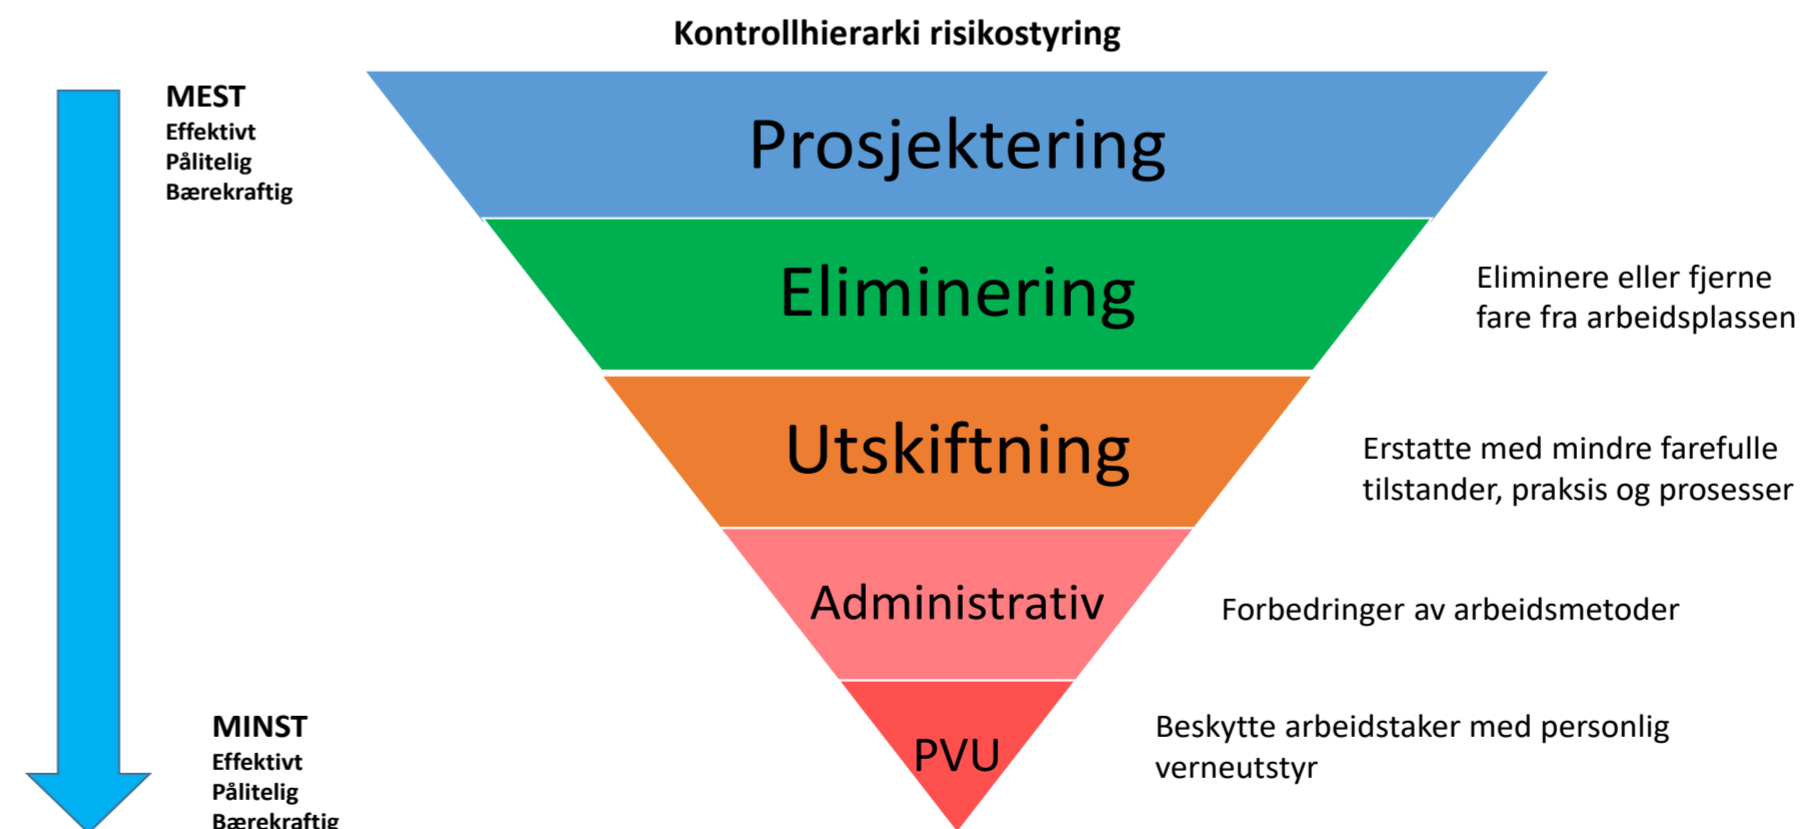 Kontrollhierarki risikostyring
MEST
Effektivt
Pålitelig
Bærekraftig
Prosjektering
Eliminering
Eliminere eller fjerne
fare fra arbeidsplassen
Utskiftning
Erstatte med mindre farefulle
tilstander, praksis og prosesser
Administrativ
Forbedringer av arbeidsmetoder
MINST
Effektivt
Pålitelig
Bærekraftig
PVU
Beskytte arbeidstaker med personlig
verneutstyr